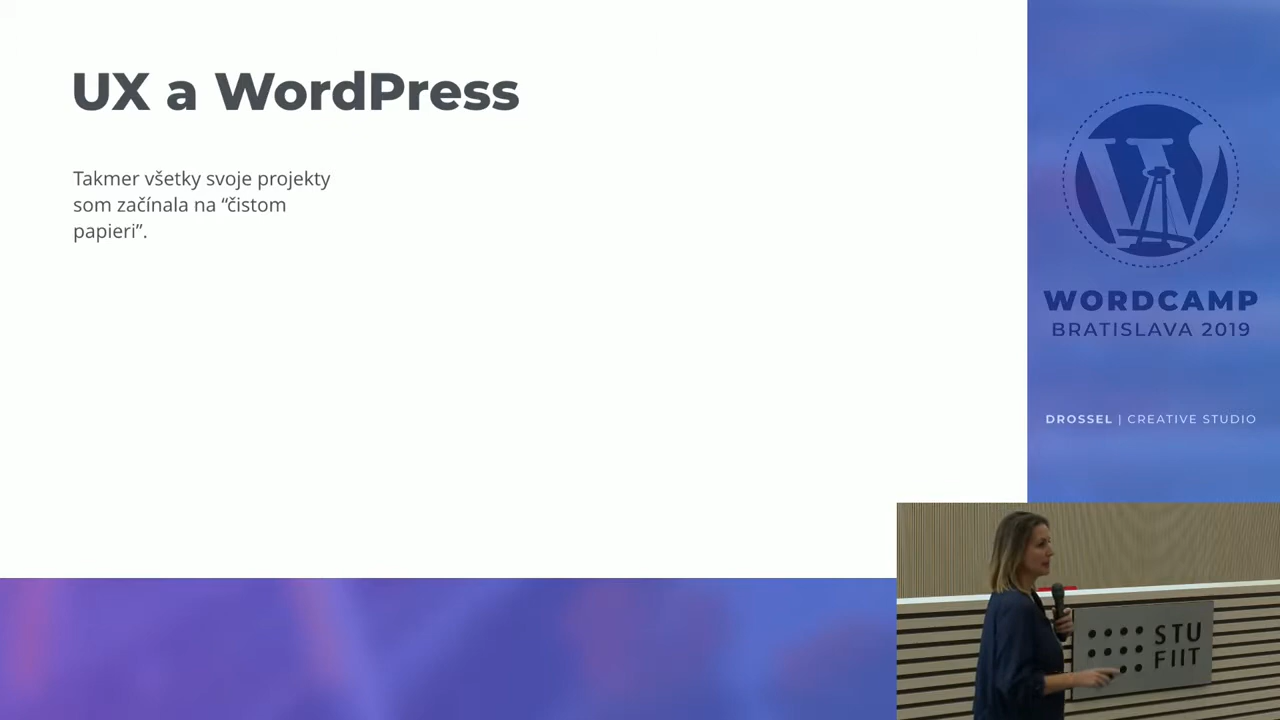 UX a WordPress
Takmer všetky svoje projekty
som začínala na “čistom
papieri”.
WORDCAMP
BRATISLAVA 2019
DROSSEL | CREATIVE STUDIO
STU
FIIT